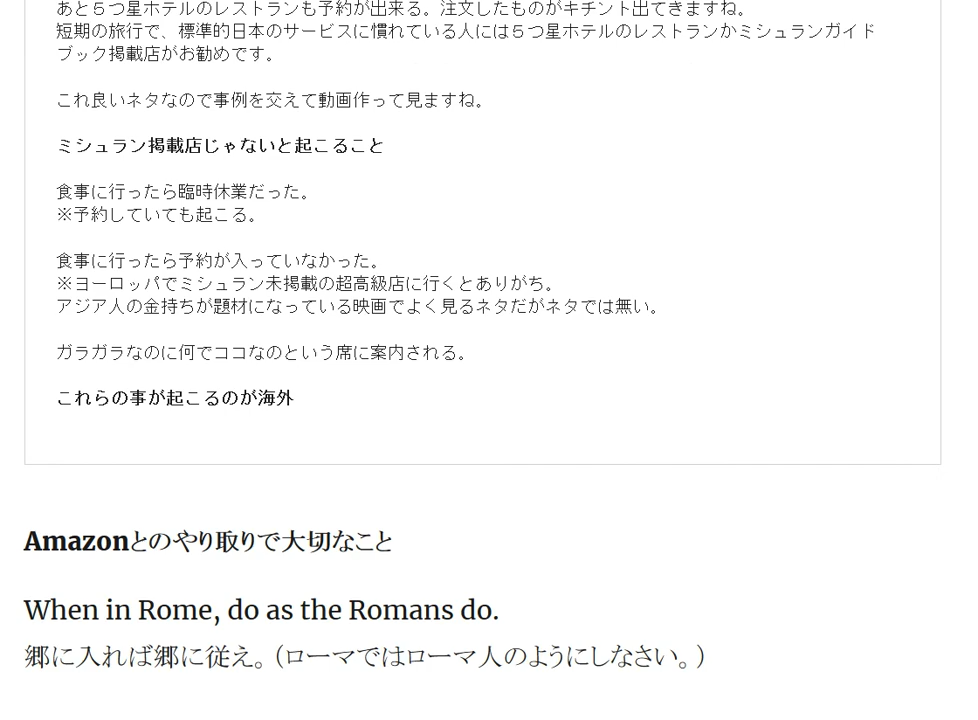 あと５つ星ホテルのレストランも予約が出来る。注文したものがキチント出てきますね。
短期の旅行で、標準的日本のサービスに慣れている人には５つ星ホテルのレストランかミシュランガイド
ブック掲載店がお勧めです。
これ良いネタなので事例を交えて動画作って見ますね。
ミシュラン掲載店じゃないと起こること
食事に行ったら臨時休業だった。
※予約していても起こる。
食事に行ったら予約が入っていなかった。
※ヨーロッパでミシュラン未掲載の超高級店に行くとありがち。
アジア人の金持ちが題材になっている映画でよく見るネタだがネタでは無い。
ガラガラなのに何でココなのという席に案内される。
これらの事が起こるのが海外
Amazonとのやり取りで大切なこと
When in Rome, do as the Romans do.
郷に入れば郷に従え。（ローマではローマ人のようにしなさい。）